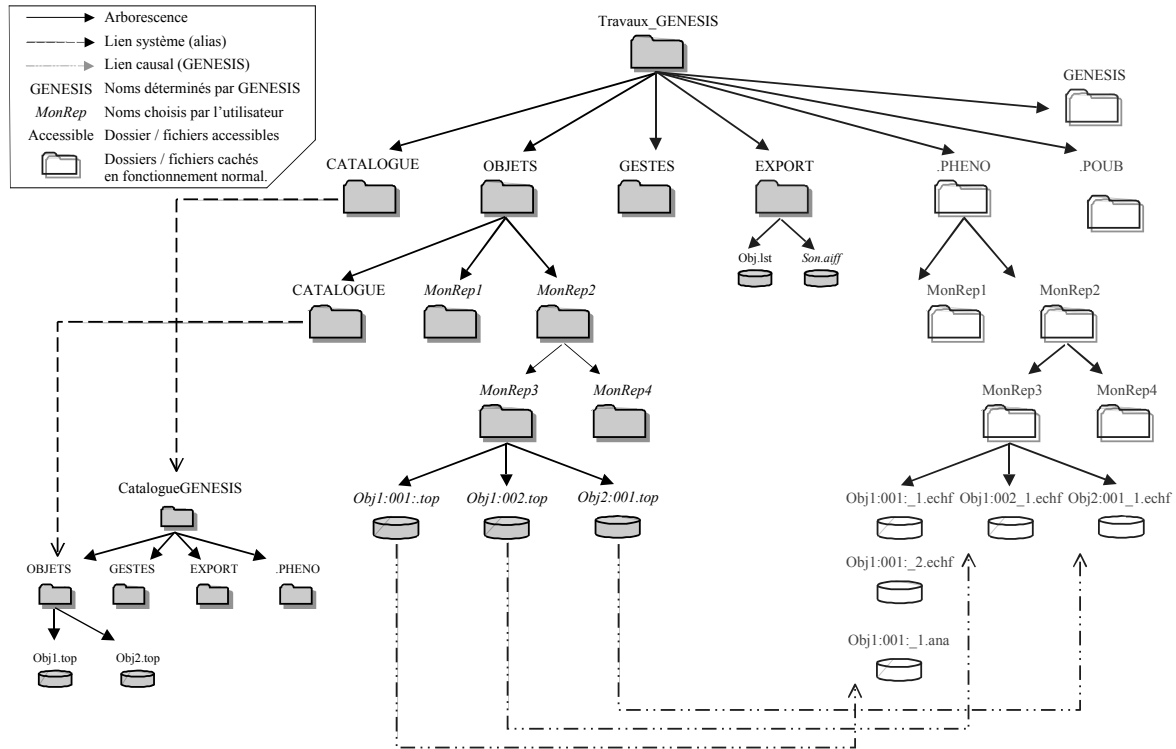 Arborescence
Lien système (alias)
Lien causal (GENESIS)
GENESIS Noms déterminés par GENESIS
MonRep Noms choisis par l'utilisateur
Accessible Dossier / fichiers accessibles
Dossiers / fichiers cachés
en fonctionnement normal.
Travaux_GENESIS
GENESIS
CATALOGUE OBJETS GESTES EXPORT .PHENO .POUB
Obj.lst Son.aiff
CATALOGUE MonRep1 MonRep2 MonRep1 MonRep2
MonRep3 MonRep4 MonRep3 MonRep4
CatalogueGENESIS
Obj1:001:.top Obj1:002.top Obj2:001.top Obj1:001:_1.echf Obj1:002_1.echf Obj2:001_1.echf
OBJETS GESTES EXPORT .PHENO
Obj1:001:_2.echf
Obj1:001:_1.ana
Obj1.top Obj2.top